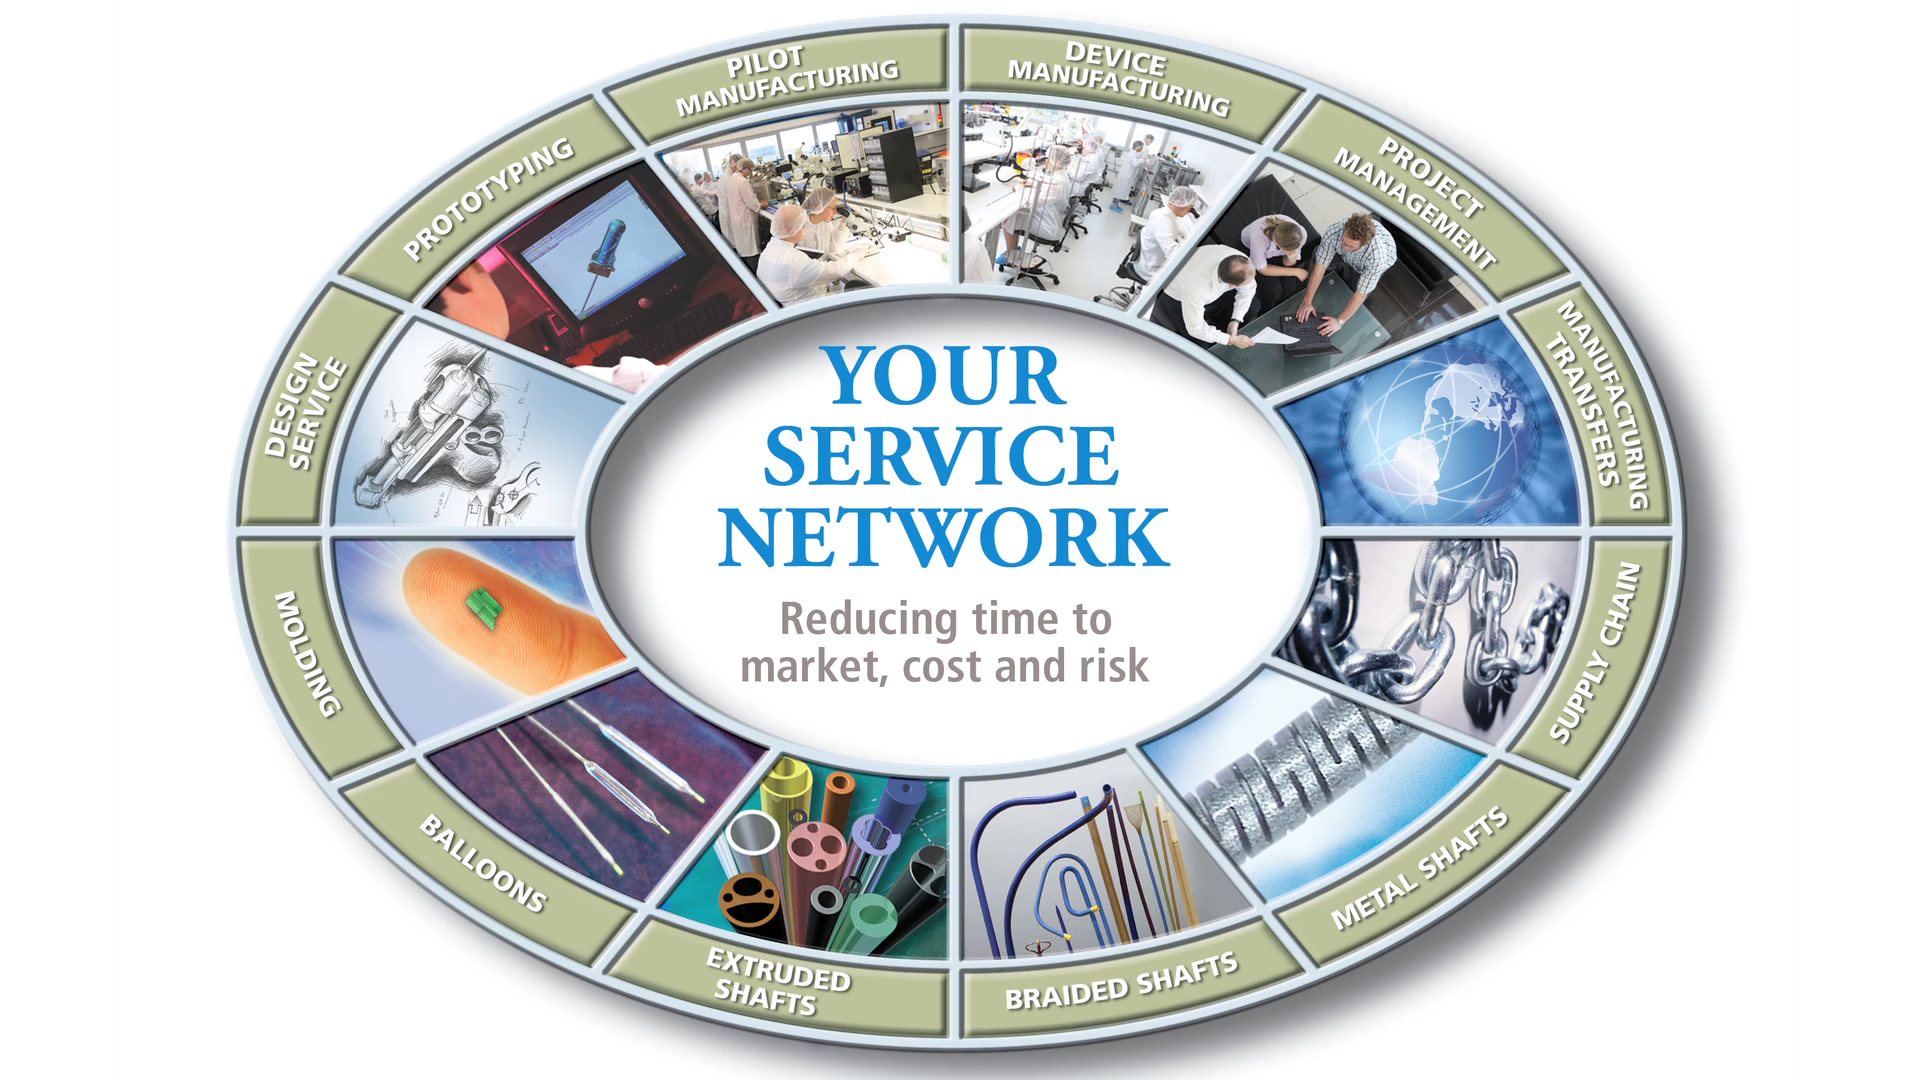 PILOT
MANUFACTURING
DEVICE
MANUFACTURING
PROJECT
MANAGEMENT
MANUFACTURING
TRANSFERS
SUPPLY CHAIN
METAL SHAFTS
BRAIDED SHAFTS
EXTRUDED
SHAFTS
BALLOONS
MOLDING
DESIGN
SERVICE
PROTOTYPING
YOUR
SERVICE
NETWORK
Reducing time to
market, cost and risk